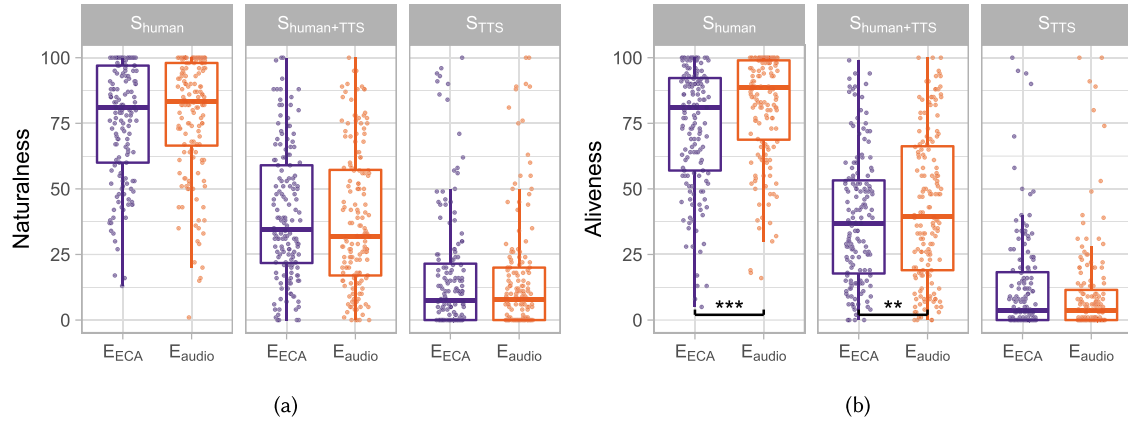 S_human S_human+TTS S_TTS
Naturalness
100
75
50
25
0
E_ECA E_audio E_ECA E_audio E_ECA E_audio
(a)
S_human S_human+TTS S_TTS
Aliveness
100
75
50
25
0
*** **
E_ECA E_audio E_ECA E_audio E_ECA E_audio
(b)